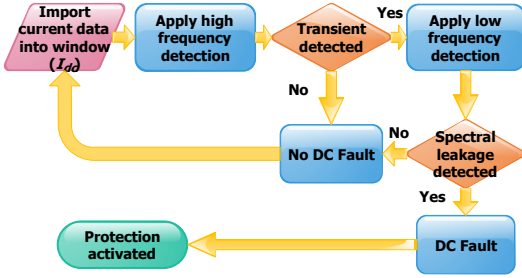 Import
current data
into window
(I_dd)
Apply high
frequency
detection
Transient
detected
Yes
Apply low
frequency
detection
No
No DC Fault
No
Spectral
leakage
detected
Yes
Protection
activated
DC Fault